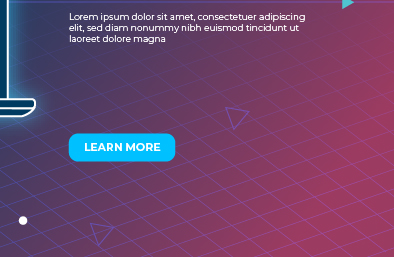 Lorem ipsum dolor sit amet, consectetuer adipiscing
elit, sed diam nonummy nibh euismod tincidunt ut
laoreet dolore magna
LEARN MORE